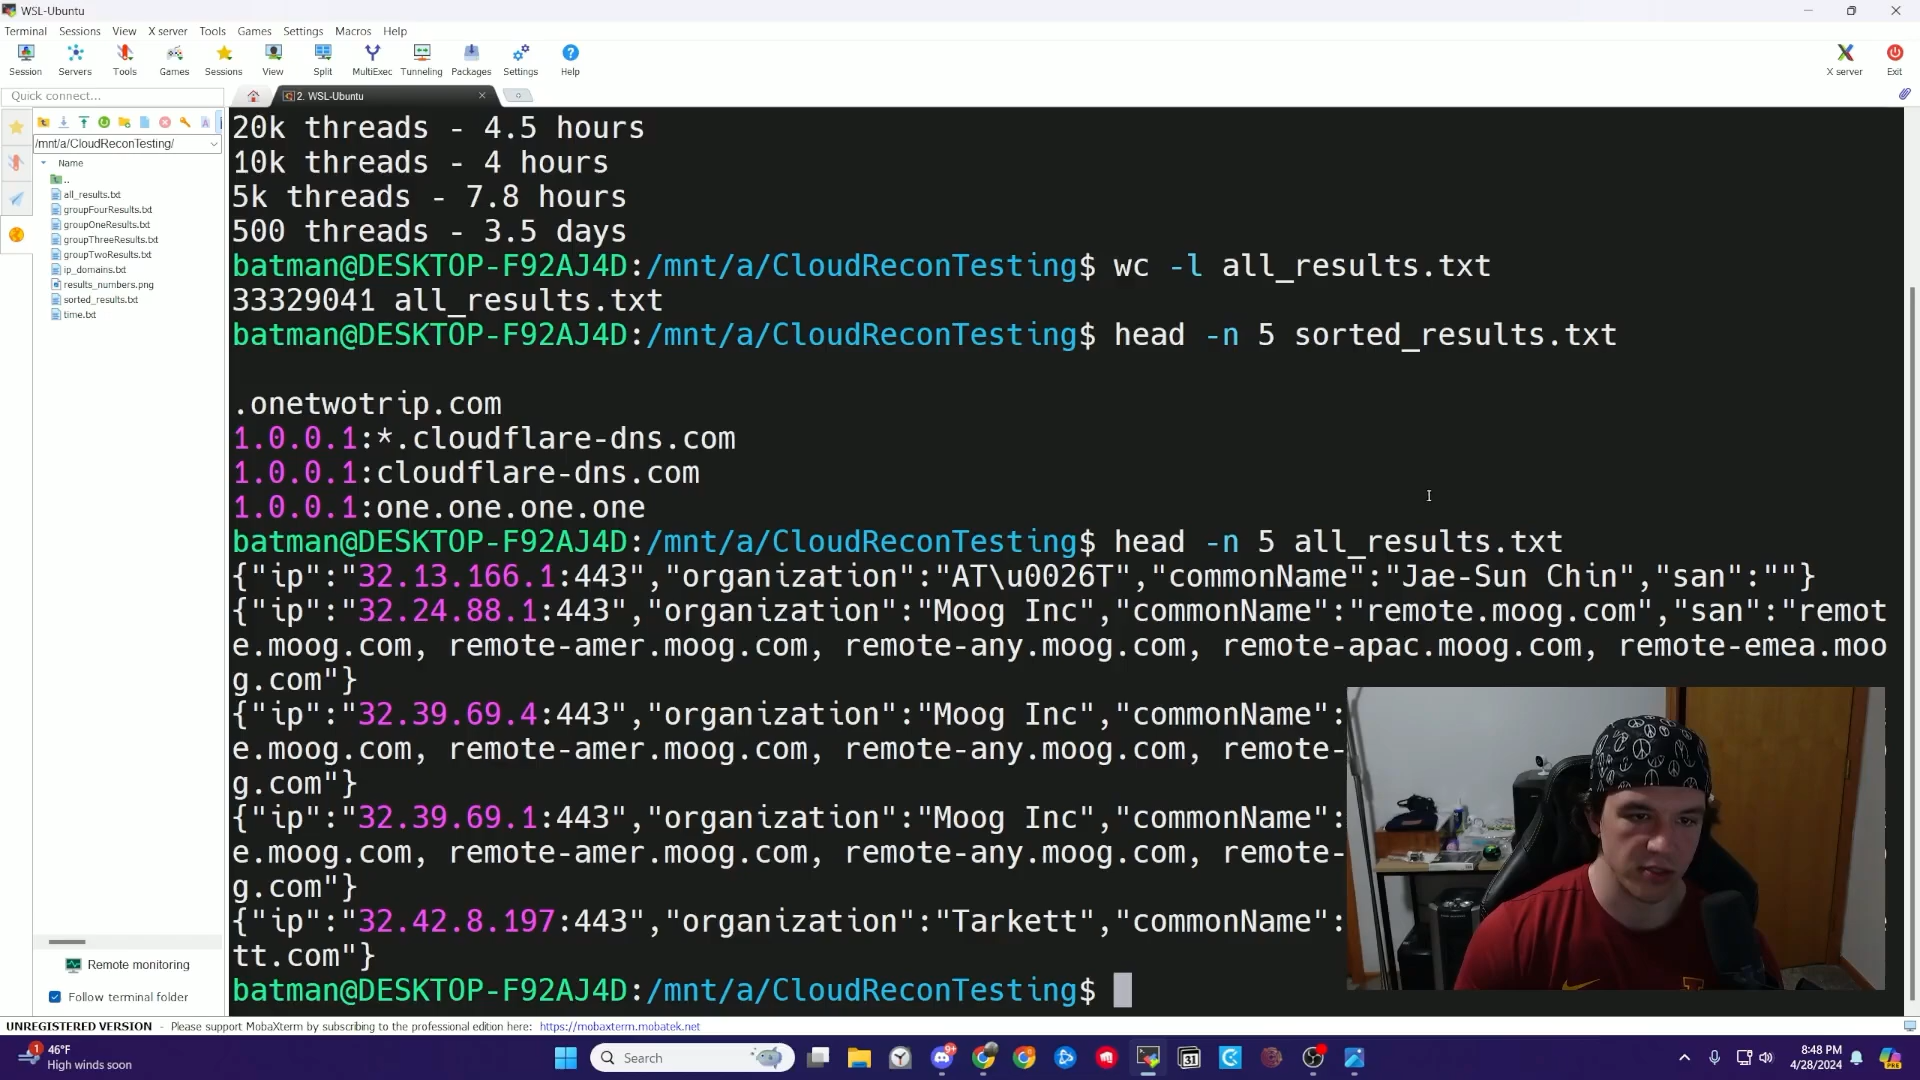 WSL-Ubuntu
Terminal Sessions View X server Tools Games Settings Macros Help
Session Servers Tools Games Sessions View Split MultiExec Tunneling Packages Settings Help X server Exit
Quick connect...
2. WSL-Ubuntu
/mnt/a/CloudReconTesting/
Name
..
all_results.txt
groupFourResults.txt
groupOneResults.txt
groupThreeResults.txt
groupTwoResults.txt
ip_domains.txt
results_numbers.png
sorted_results.txt
time.txt
20k threads - 4.5 hours
10k threads - 4 hours
5k threads - 7.8 hours
500 threads - 3.5 days
batman@DESKTOP-F92AJ4D:/mnt/a/CloudReconTesting$ wc -l all_results.txt
33329041 all_results.txt
batman@DESKTOP-F92AJ4D:/mnt/a/CloudReconTesting$ head -n 5 sorted_results.txt
.onetwotrip.com
1.0.0.1:*.cloudflare-dns.com
1.0.0.1:cloudflare-dns.com
1.0.0.1:one.one.one.one
batman@DESKTOP-F92AJ4D:/mnt/a/CloudReconTesting$ head -n 5 all_results.txt
{"ip":"32.13.166.1:443","organization":"AT\u0026T","commonName":"Jae-Sun Chin","san":""}
{"ip":"32.24.88.1:443","organization":"Moog Inc","commonName":"remote.moog.com","san":"remot
e.moog.com, remote-amer.moog.com, remote-any.moog.com, remote-apac.moog.com, remote-emea.moo
g.com"}
{"ip":"32.39.69.4:443","organization":"Moog Inc","commonName":
e.moog.com, remote-amer.moog.com, remote-any.moog.com, remote-
g.com"}
{"ip":"32.39.69.1:443","organization":"Moog Inc","commonName":
e.moog.com, remote-amer.moog.com, remote-any.moog.com, remote-
g.com"}
{"ip":"32.42.8.197:443","organization":"Tarkett","commonName":
tt.com"}
batman@DESKTOP-F92AJ4D:/mnt/a/CloudReconTesting$
Remote monitoring
Follow terminal folder
UNREGISTERED VERSION - Please support MobaXterm by subscribing to the professional edition here: https://mobaxterm.mobatek.net
1
46°F
High winds soon
Search
9+
31
8:48 PM
4/28/2024
PRE